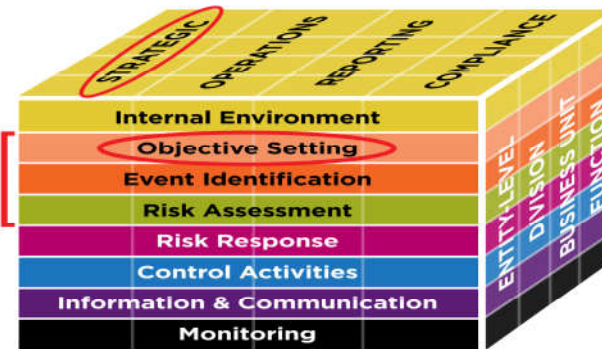 STRATEGIC
OPERATIONS
REPORTING
COMPLIANCE
Internal Environment
Objective Setting
Event Identification
Risk Assessment
Risk Response
Control Activities
Information & Communication
Monitoring
ENTITY-LEVEL
DIVISION
BUSINESS UNIT
FUNCTION